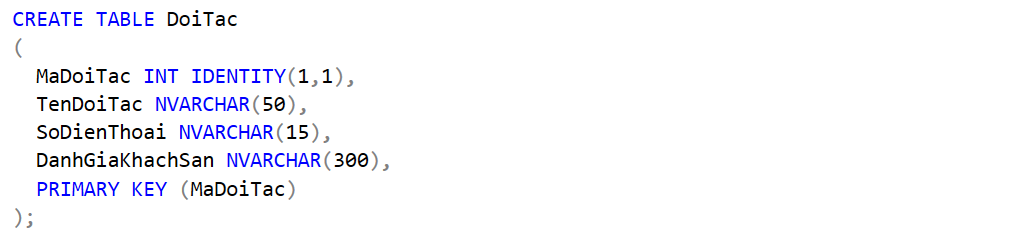 CREATE TABLE DoiTac
(
MaDoiTac INT IDENTITY(1,1),
TenDoiTac NVARCHAR(50),
SoDienThoai NVARCHAR(15),
DanhGiaKhachSan NVARCHAR(300),
PRIMARY KEY (MaDoiTac)
);